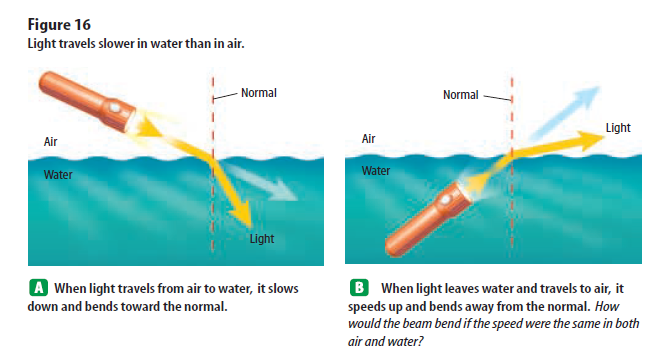 Figure 16
Light travels slower in water than in air.
Normal
Air
Water
Light
Normal
Air
Light
Water
A When light travels from air to water, it slows
down and bends toward the normal.
B When light leaves water and travels to air, it
speeds up and bends away from the normal. How
would the beam bend if the speed were the same in both
air and water?